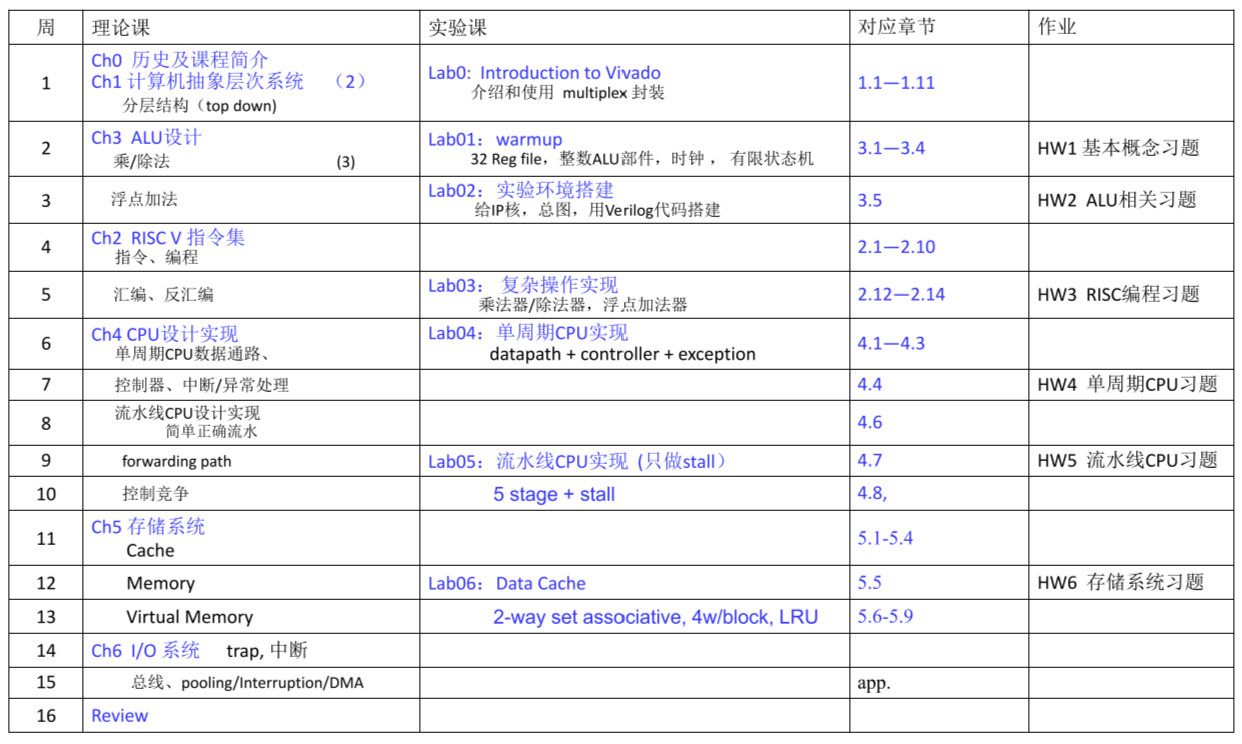 周 理论课 实验课 对应章节 作业
1
Ch0 历史及课程简介
Ch1 计算机抽象层次系统 （2）
分层结构（top down)
Lab0: Introduction to Vivado
介绍和使用 multiplex 封装
1.1—1.11
2
Ch3 ALU设计
乘/除法 (3)
Lab01：warmup
32 Reg file，整数ALU部件，时钟 ， 有限状态机
3.1—3.4
HW1 基本概念习题
3
浮点加法
Lab02：实验环境搭建
给IP核，总图，用Verilog代码搭建
3.5
HW2 ALU相关习题
4
Ch2 RISC V 指令集
指令、编程
2.1—2.10
5
汇编、反汇编
Lab03： 复杂操作实现
乘法器/除法器，浮点加法器
2.12—2.14
HW3 RISC编程习题
6
Ch4 CPU设计实现
单周期CPU数据通路、
Lab04：单周期CPU实现
datapath + controller + exception
4.1—4.3
7
控制器、中断/异常处理
4.4
HW4 单周期CPU习题
8
流水线CPU设计实现
简单正确流水
4.6
9
forwarding path
Lab05：流水线CPU实现 (只做stall）
4.7
HW5 流水线CPU习题
10
控制竞争
5 stage + stall
4.8,
11
Ch5 存储系统
Cache
5.1-5.4
12
Memory
Lab06：Data Cache
5.5
HW6 存储系统习题
13
Virtual Memory
2-way set associative, 4w/block, LRU
5.6-5.9
14
Ch6 I/O 系统 trap, 中断
15
总线、pooling/Interruption/DMA
app.
16
Review